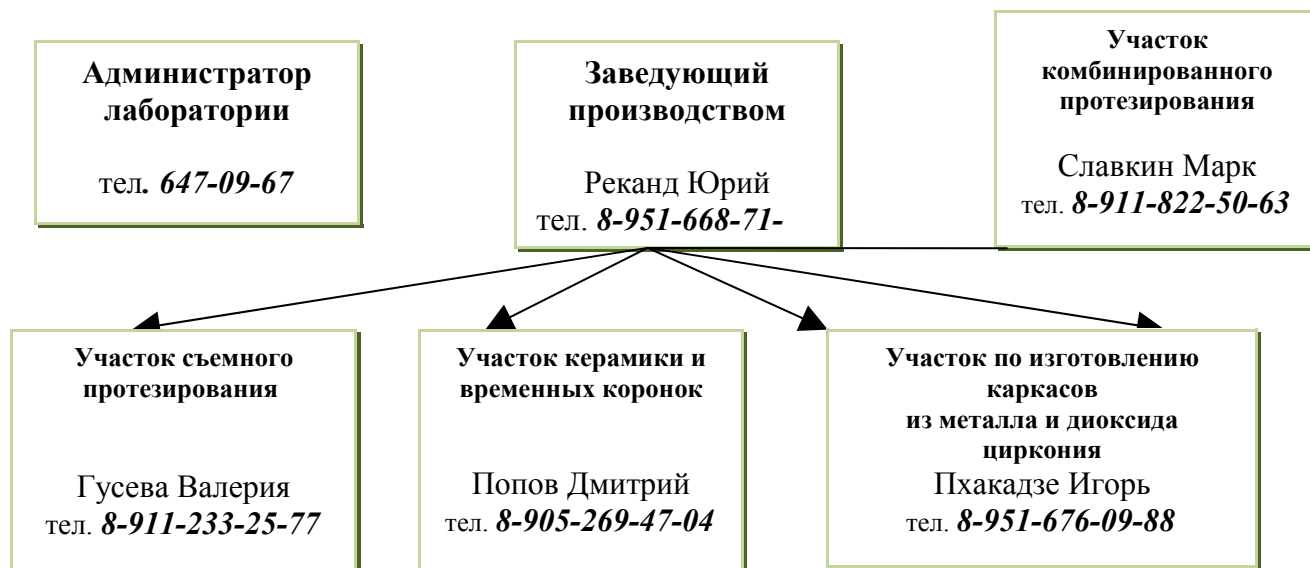 Администратор
лаборатории
тел. 647-09-67
Заведующий
производством
Реканд Юрий
тел. 8-951-668-71-
Участок
комбинированного
протезирования
Славкин Марк
тел. 8-911-822-50-63
Участок съемного
протезирования
Гусева Валерия
тел. 8-911-233-25-77
Участок керамики и
временных коронок
Попов Дмитрий
тел. 8-905-269-47-04
Участок по изготовлению
каркасов
из металла и диоксида
циркония
Пхакадзе Игорь
тел. 8-951-676-09-88